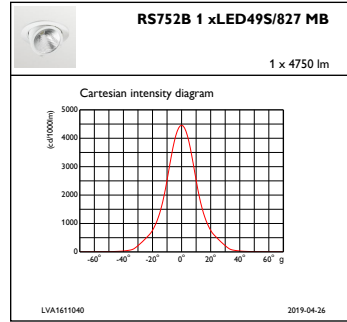 RS752B 1 xLED49S/827 MB
1 x 4750 lm
Cartesian intensity diagram
(cd/1000lm)
5000
4000
3000
2000
1000
0
-60° -40° -20° 0° 20° 40° 60° g
LVA1611040 2019-04-26